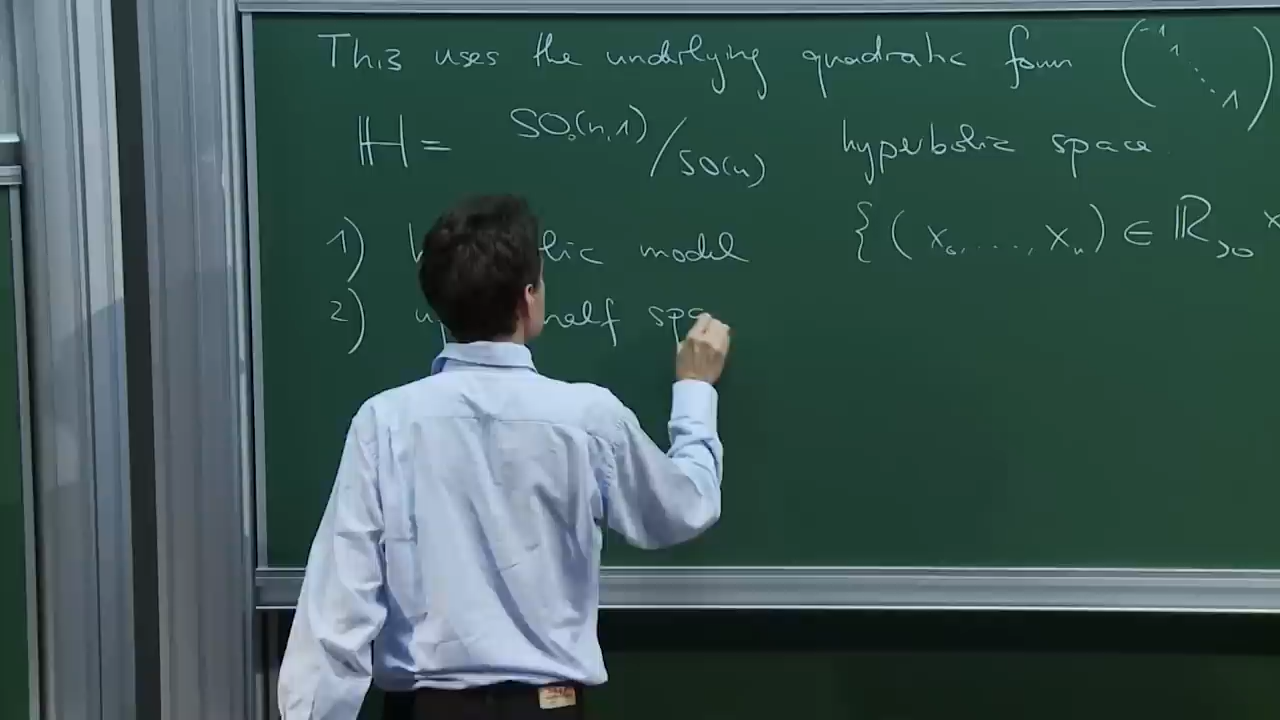 This uses the underlying quadratic form (-1 1 ⋱ 1)
ℍ = SO₀(n,1)/SO(n) hyperbolic space
1) model {(x₀,...,xₙ) ∈ ℝ>0 ×
2) half spa